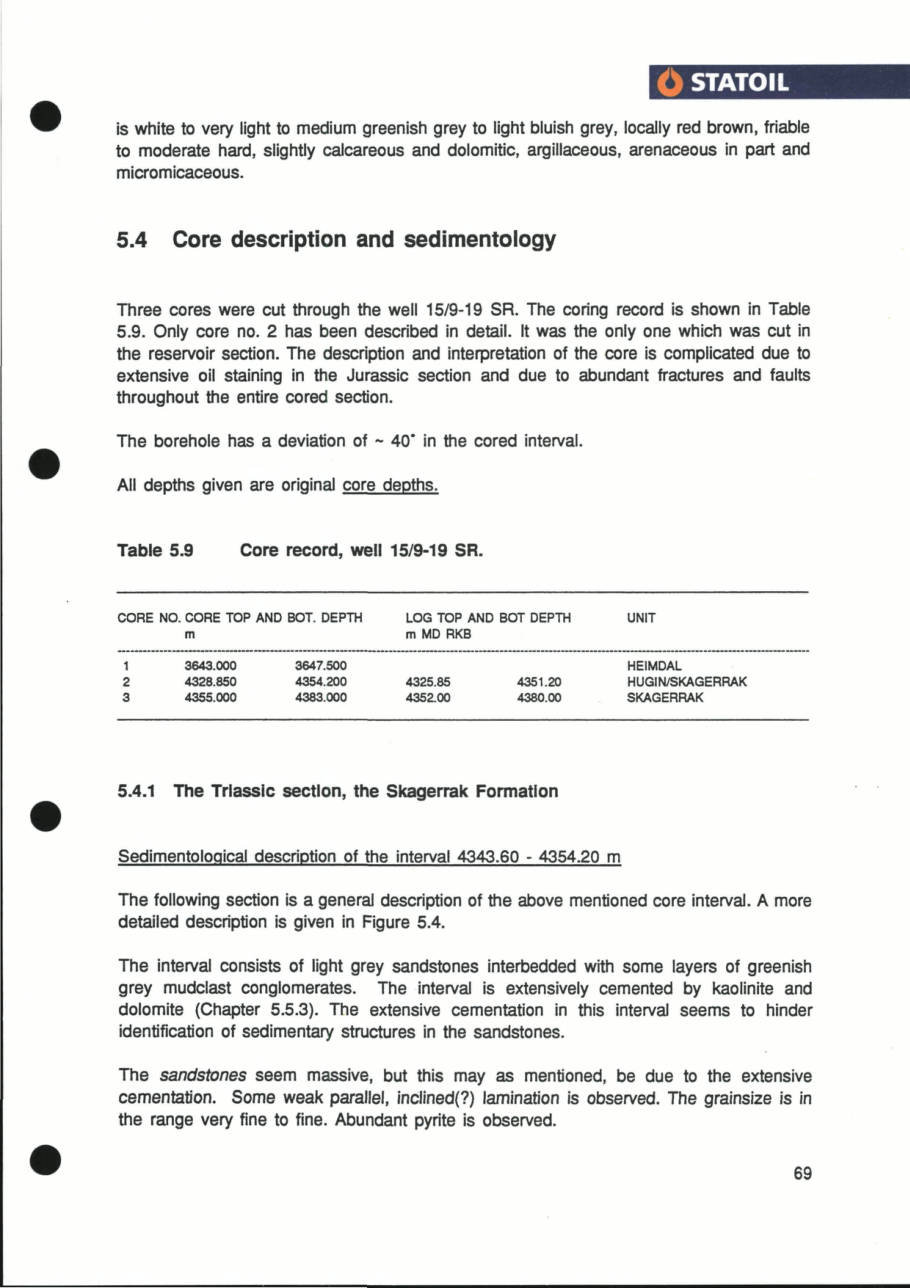 STATOIL
is white to very light to medium greenish grey to light bluish grey, locally red brown, friable
to moderate hard, slightly calcareous and dolomitic, argillaceous, arenaceous in part and
micromicaceous.
5.4 Core description and sedimentology
Three cores were cut through the well 15/9-19 SR. The coring record is shown in Table
5.9. Only core no. 2 has been described in detail. It was the only one which was cut in
the reservoir section. The description and interpretation of the core is complicated due to
extensive oil staining in the Jurassic section and due to abundant fractures and faults
throughout the entire cored section.
The borehole has a deviation of ~ 40° in the cored interval.
All depths given are original core depths.
Table 5.9 Core record, well 15/9-19 SR.
CORE NO. CORE TOP AND BOT. DEPTH LOG TOP AND BOT DEPTH UNIT
m m MD RKB
1 3643.000 3647.500 HEIMDAL
2 4328.850 4354.200 4325.85 4351.20 HUGIN/SKAGERRAK
3 4355.000 4383.000 4352.00 4380.00 SKAGERRAK
5.4.1 The Triassic section, the Skagerrak Formation
Sedimentological description of the interval 4343.60 - 4354.20 m
The following section is a general description of the above mentioned core interval. A more
detailed description is given in Figure 5.4.
The interval consists of light grey sandstones interbedded with some layers of greenish
grey mudclast conglomerates. The interval is extensively cemented by kaolinite and
dolomite (Chapter 5.5.3). The extensive cementation in this interval seems to hinder
identification of sedimentary structures in the sandstones.
The sandstones seem massive, but this may as mentioned, be due to the extensive
cementation. Some weak parallel, inclined(?) lamination is observed. The grainsize is in
the range very fine to fine. Abundant pyrite is observed.
69